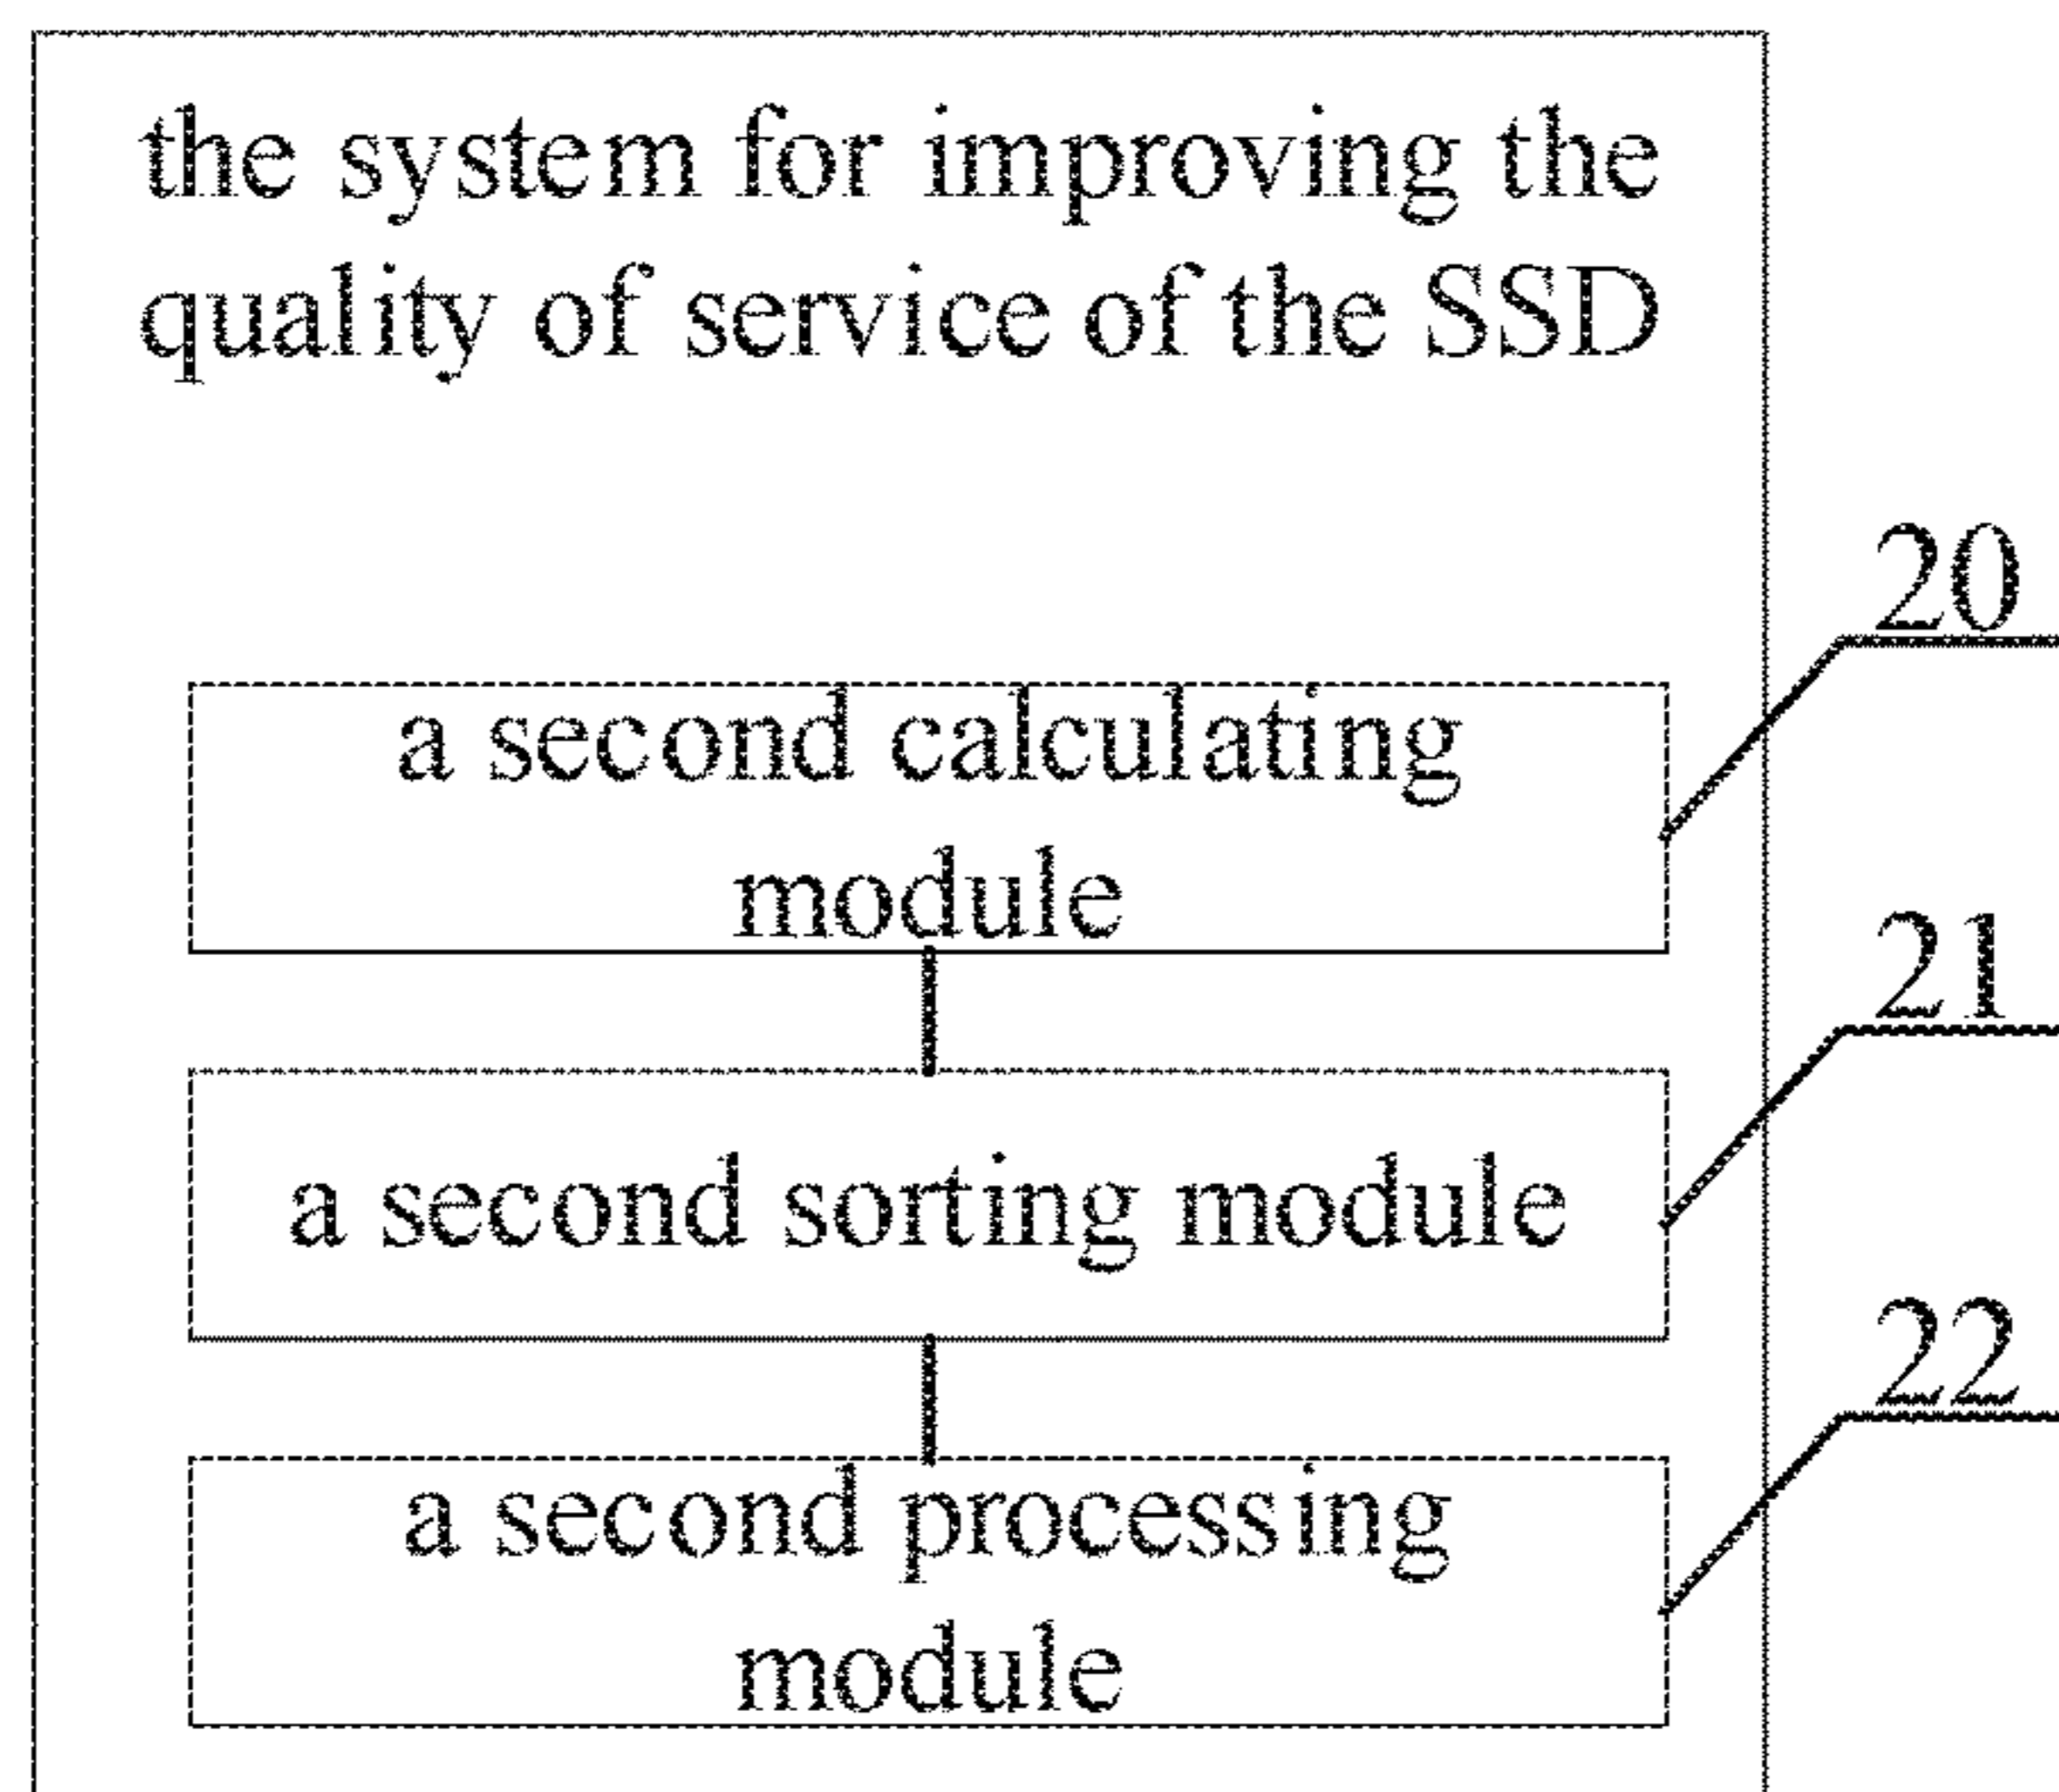 the system for improving the
quality of service of the SSD
20
a second calculating
module
21
a second sorting module
22
a second processing
module